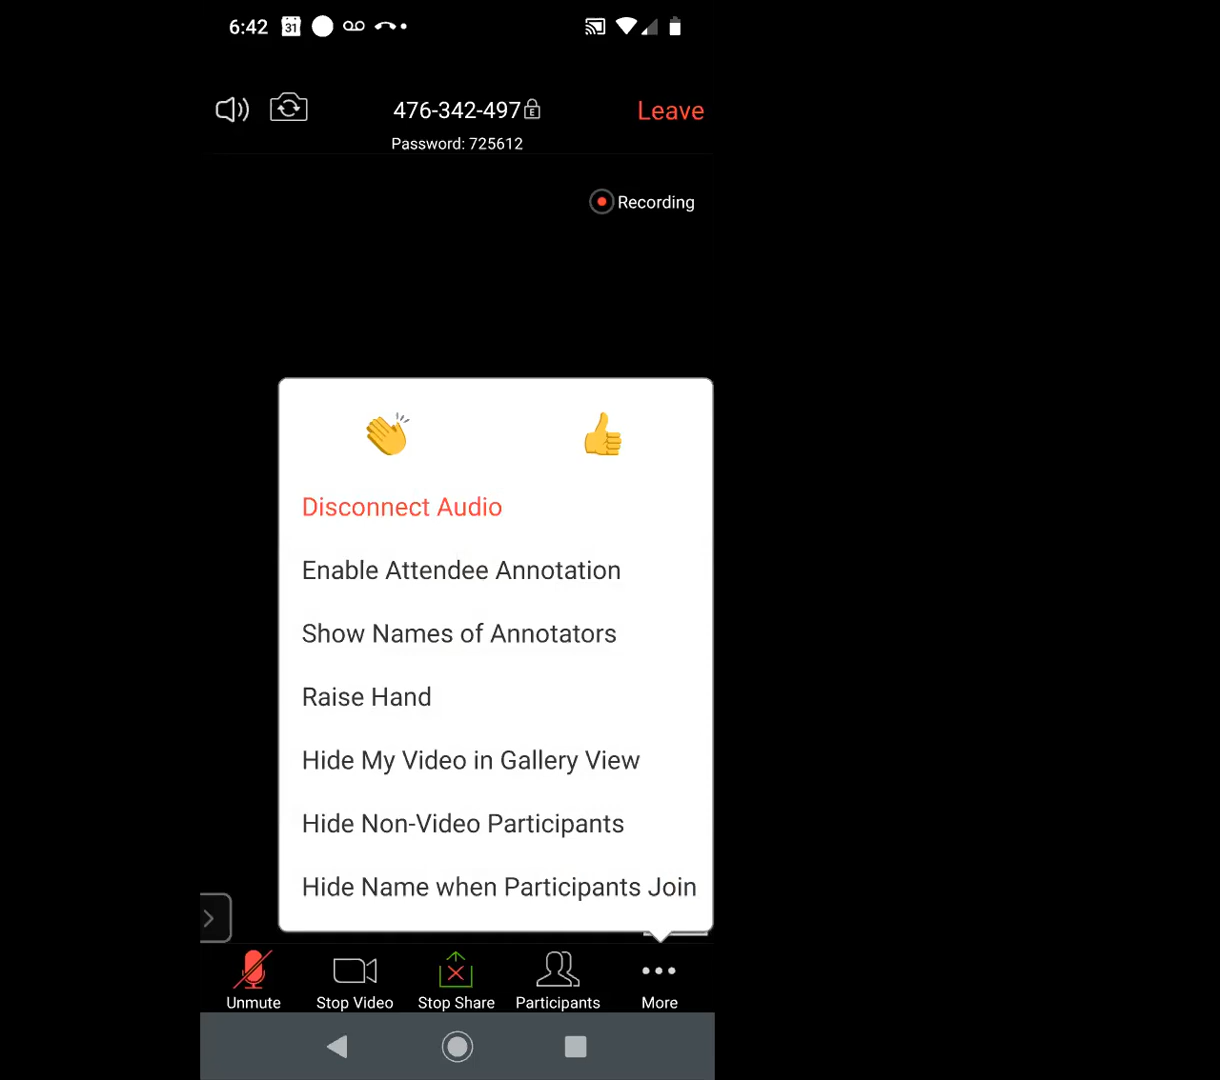 6:42 31
476-342-497 E Leave
Password: 725612
Recording
Disconnect Audio
Enable Attendee Annotation
Show Names of Annotators
Raise Hand
Hide My Video in Gallery View
Hide Non-Video Participants
Hide Name when Participants Join
Unmute Stop Video Stop Share Participants More